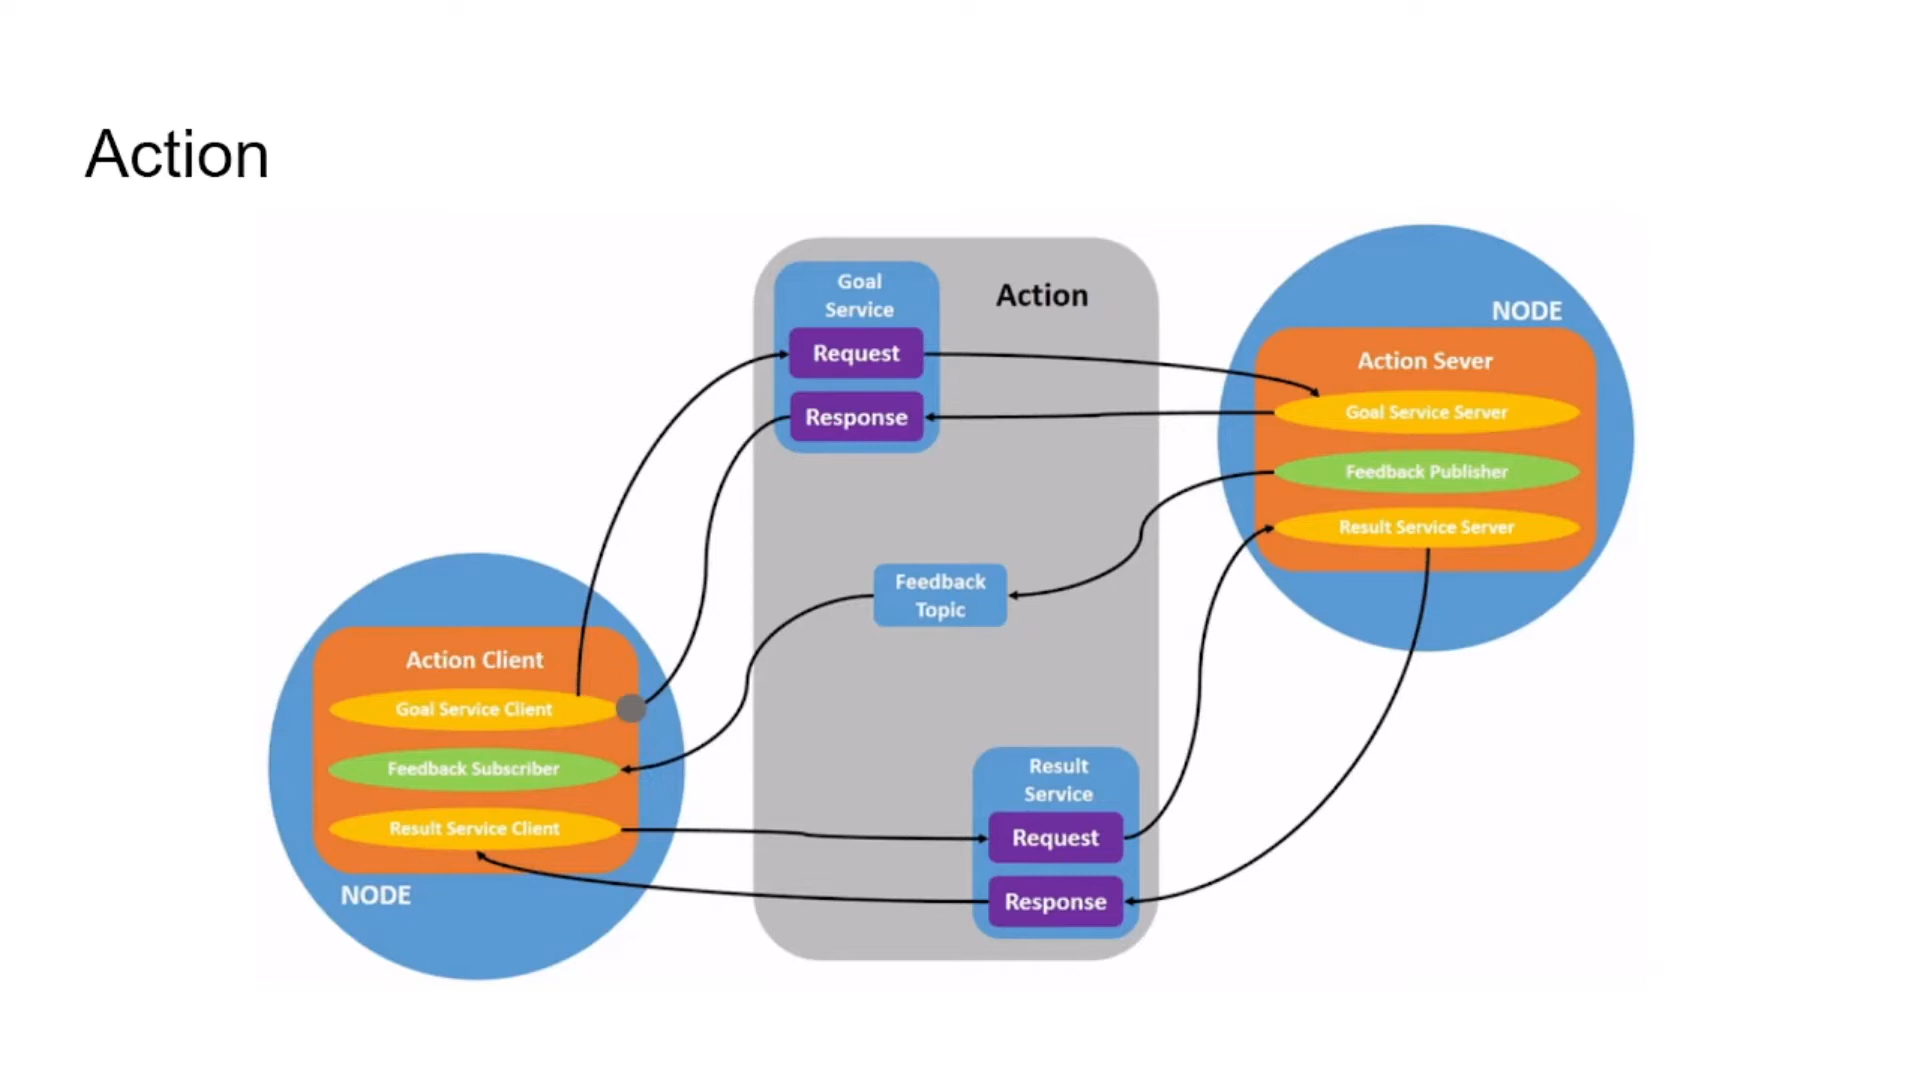 Action
Goal
Service
Request
Response
Action
NODE
Action Sever
Goal Service Server
Feedback Publisher
Result Service Server
Feedback
Topic
Action Client
Goal Service Client
Feedback Subscriber
Result Service Client
NODE
Result
Service
Request
Response